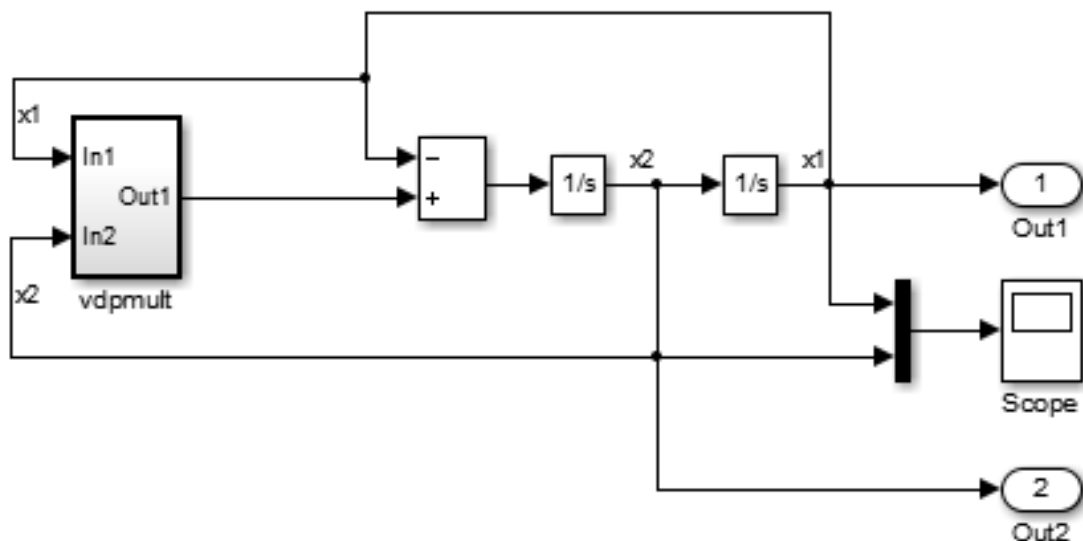 x1
In1
Out1
In2
x2
vdpmult
−
+
1/s
x2
1/s
x1
1
Out1
Scope
2
Out2